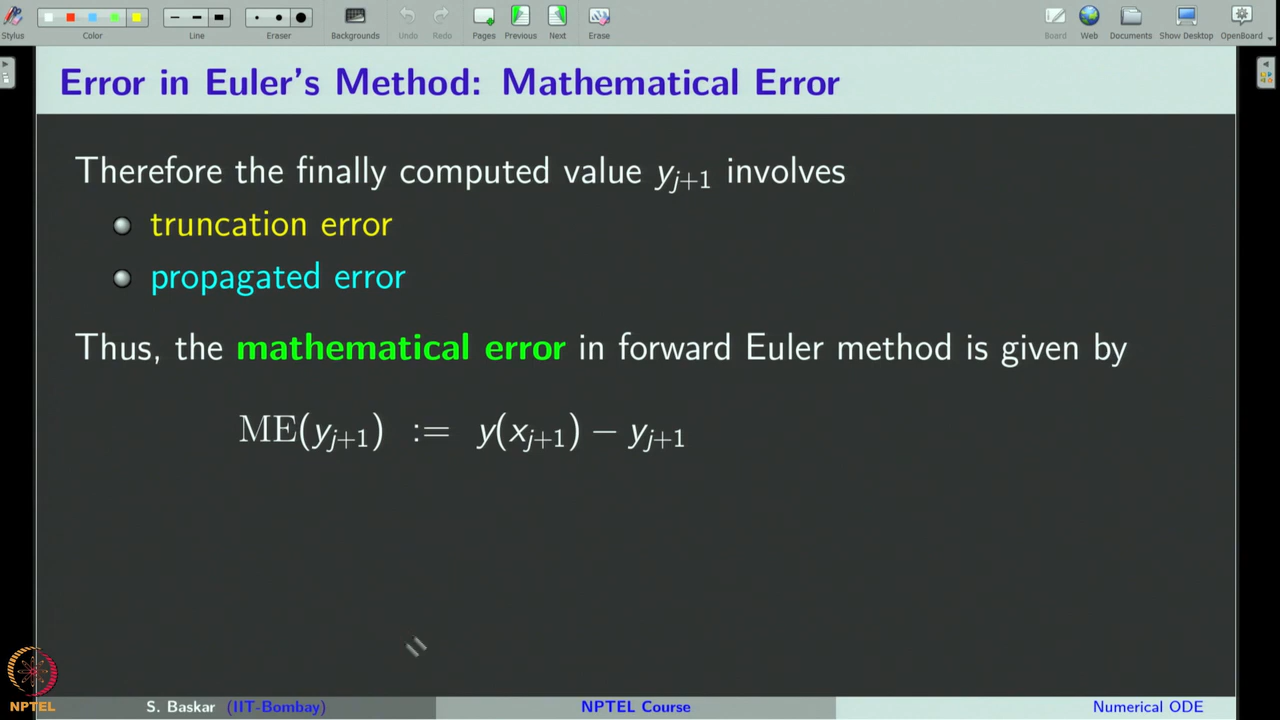 Stylus
Color
Line
Eraser
Backgrounds
Undo
Redo
Pages
Previous
Next
Erase
Board
Web
Documents
Show Desktop
OpenBoard
Error in Euler's Method: Mathematical Error
Therefore the finally computed value y_{j+1} involves
truncation error
propagated error
Thus, the mathematical error in forward Euler method is given by
ME(y_{j+1}) := y(x_{j+1}) − y_{j+1}
NPTEL
S. Baskar (IIT-Bombay)
NPTEL Course
Numerical ODE